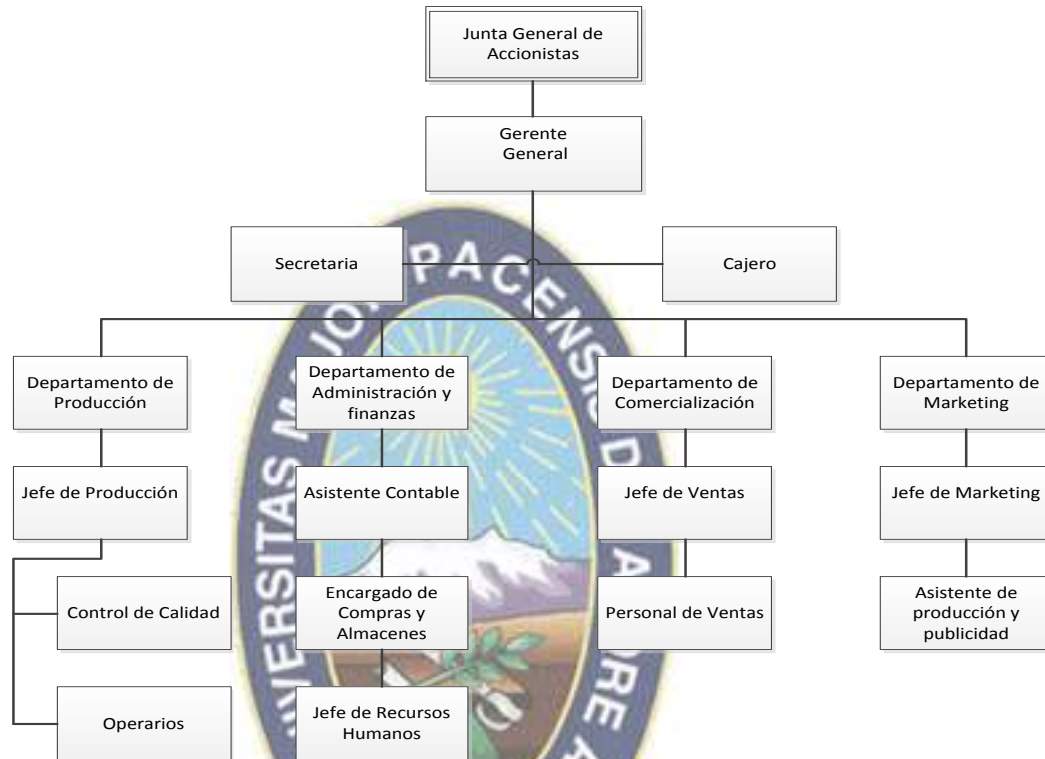 Junta General de
Accionistas
Gerente
General
Secretaria
Cajero
Departamento de
Producción
Departamento de
Administración y
finanzas
Departamento de
Comercialización
Departamento de
Marketing
Jefe de Producción
Asistente Contable
Jefe de Ventas
Jefe de Marketing
Control de Calidad
Encargado de
Compras y
Almacenes
Personal de Ventas
Asistente de
producción y
publicidad
Operarios
Jefe de Recursos
Humanos
PACENSIS